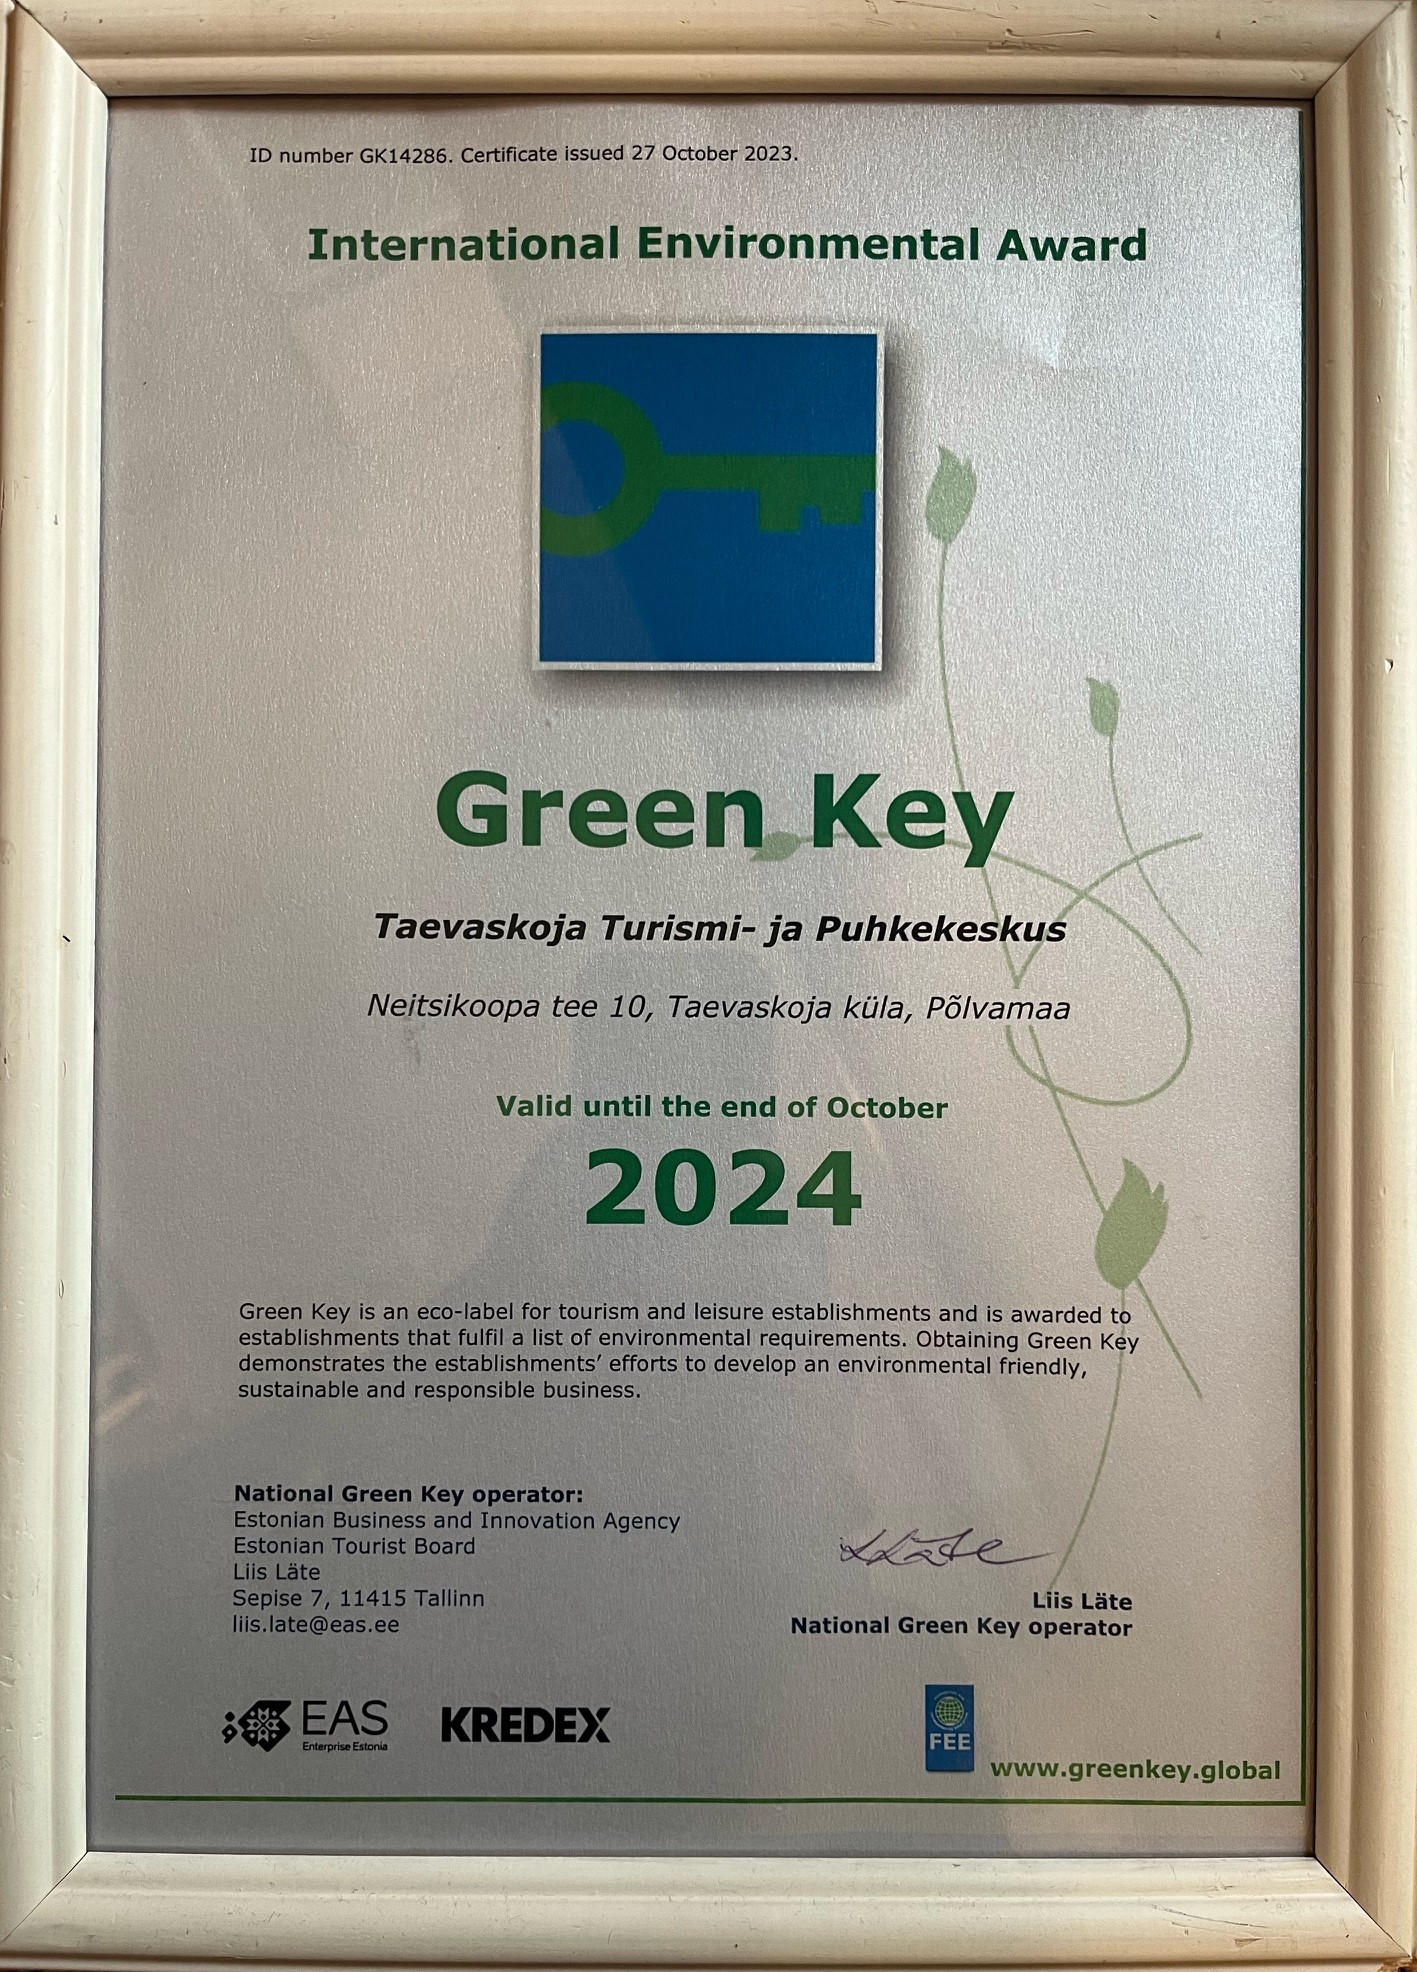 ID number GK14286. Certificate issued 27 October 2023.
International Environmental Award
Green Key
Taevaskoja Turismi- ja Puhkekeskus
Neitsikoopa tee 10, Taevaskoja küla, Põlvamaa
Valid until the end of October
2024
Green Key is an eco-label for tourism and leisure establishments and is awarded to
establishments that fulfil a list of environmental requirements. Obtaining Green Key
demonstrates the establishments’ efforts to develop an environmental friendly,
sustainable and responsible business.
National Green Key operator:
Estonian Business and Innovation Agency
Estonian Tourist Board
Liis Läte
Sepise 7, 11415 Tallinn
liis.late@eas.ee
Liis Läte
National Green Key operator
EAS
Enterprise Estonia
KREDEX
FEE
www.greenkey.global